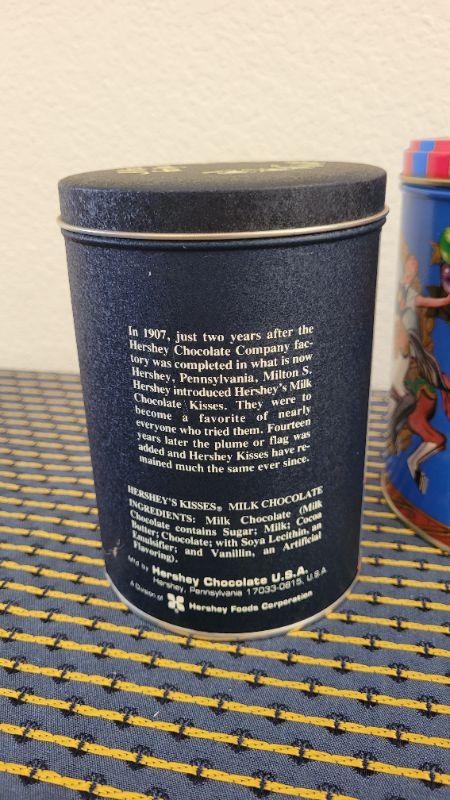 In 1907, just two years after the
Hershey Chocolate Company fac-
tory was completed in what is now
Hershey, Pennsylvania, Milton S.
Hershey introduced Hershey's Milk
Chocolate Kisses. They were to
become a favorite of nearly
everyone who tried them. Fourteen
years later the plume or flag was
added and Hershey Kisses have re-
mained much the same ever since.
HERSHEY'S KISSES® MILK CHOCOLATE
INGREDIENTS: Milk Chocolate (Milk
Chocolate contains Sugar; Milk; Cocoa
Butter; Chocolate; with Soya Lecithin, an
Emulsifier; and Vanillin, an Artificial
Flavoring).
Mfd by Hershey Chocolate U.S.A.
Hershey, Pennsylvania 17033-0815, U.S.A
A Division of Hershey Foods Corporation